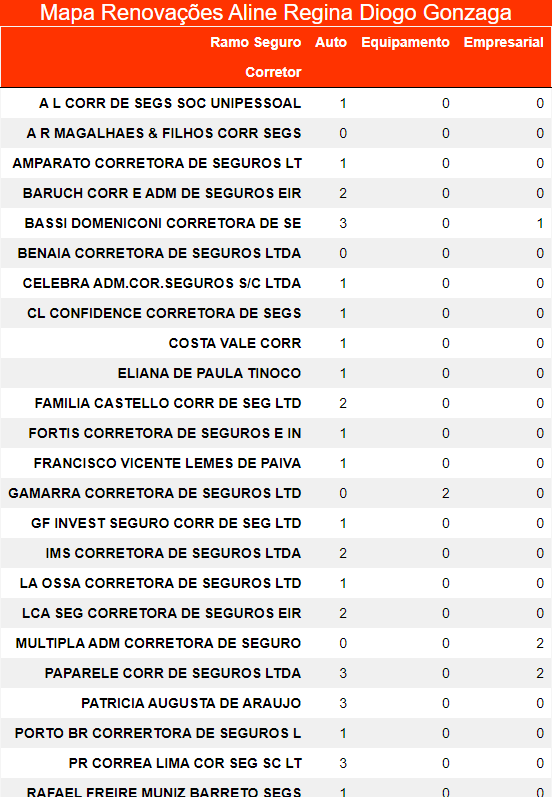 Mapa Renovações Aline Regina Diogo Gonzaga
Ramo Seguro Auto Equipamento Empresarial
Corretor
A L CORR DE SEGS SOC UNIPESSOAL 1 0 0
A R MAGALHAES & FILHOS CORR SEGS 0 0 0
AMPARATO CORRETORA DE SEGUROS LT 1 0 0
BARUCH CORR E ADM DE SEGUROS EIR 2 0 0
BASSI DOMENICONI CORRETORA DE SE 3 0 1
BENAIA CORRETORA DE SEGUROS LTDA 0 0 0
CELEBRA ADM.COR.SEGUROS S/C LTDA 1 0 0
CL CONFIDENCE CORRETORA DE SEGS 1 0 0
COSTA VALE CORR 1 0 0
ELIANA DE PAULA TINOCO 1 0 0
FAMILIA CASTELLO CORR DE SEG LTD 2 0 0
FORTIS CORRETORA DE SEGUROS E IN 1 0 0
FRANCISCO VICENTE LEMES DE PAIVA 1 0 0
GAMARRA CORRETORA DE SEGUROS LTD 0 2 0
GF INVEST SEGURO CORR DE SEG LTD 1 0 0
IMS CORRETORA DE SEGUROS LTDA 2 0 0
LA OSSA CORRETORA DE SEGUROS LTD 1 0 0
LCA SEG CORRETORA DE SEGUROS EIR 2 0 0
MULTIPLA ADM CORRETORA DE SEGURO 0 0 2
PAPARELE CORR DE SEGUROS LTDA 3 0 2
PATRICIA AUGUSTA DE ARAUJO 3 0 0
PORTO BR CORRERTORA DE SEGUROS L 1 0 0
PR CORREA LIMA COR SEG SC LT 3 0 0
RAFAEL FREIRE MUNIZ BARRETO SEGS 1 0 0